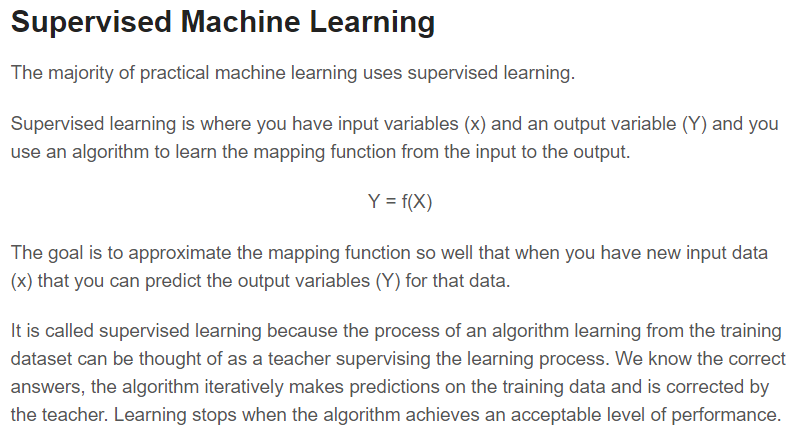 Supervised Machine Learning
The majority of practical machine learning uses supervised learning.
Supervised learning is where you have input variables (x) and an output variable (Y) and you
use an algorithm to learn the mapping function from the input to the output.
Y = f(X)
The goal is to approximate the mapping function so well that when you have new input data
(x) that you can predict the output variables (Y) for that data.
It is called supervised learning because the process of an algorithm learning from the training
dataset can be thought of as a teacher supervising the learning process. We know the correct
answers, the algorithm iteratively makes predictions on the training data and is corrected by
the teacher. Learning stops when the algorithm achieves an acceptable level of performance.